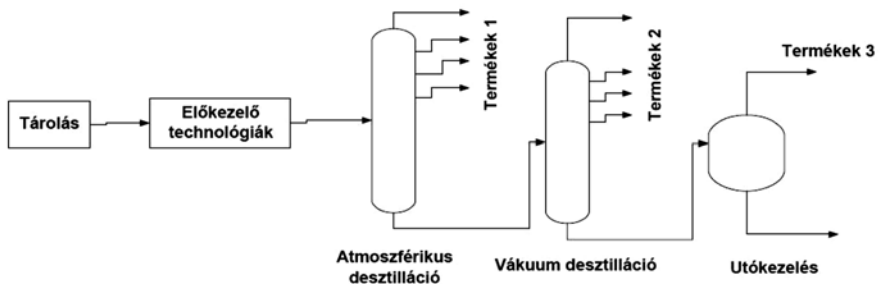 Tárolás
Előkezelő
technológiák
Termékek 1
Termékek 2
Termékek 3
Atmoszférikus
desztilláció
Vákuum desztilláció
Utókezelés